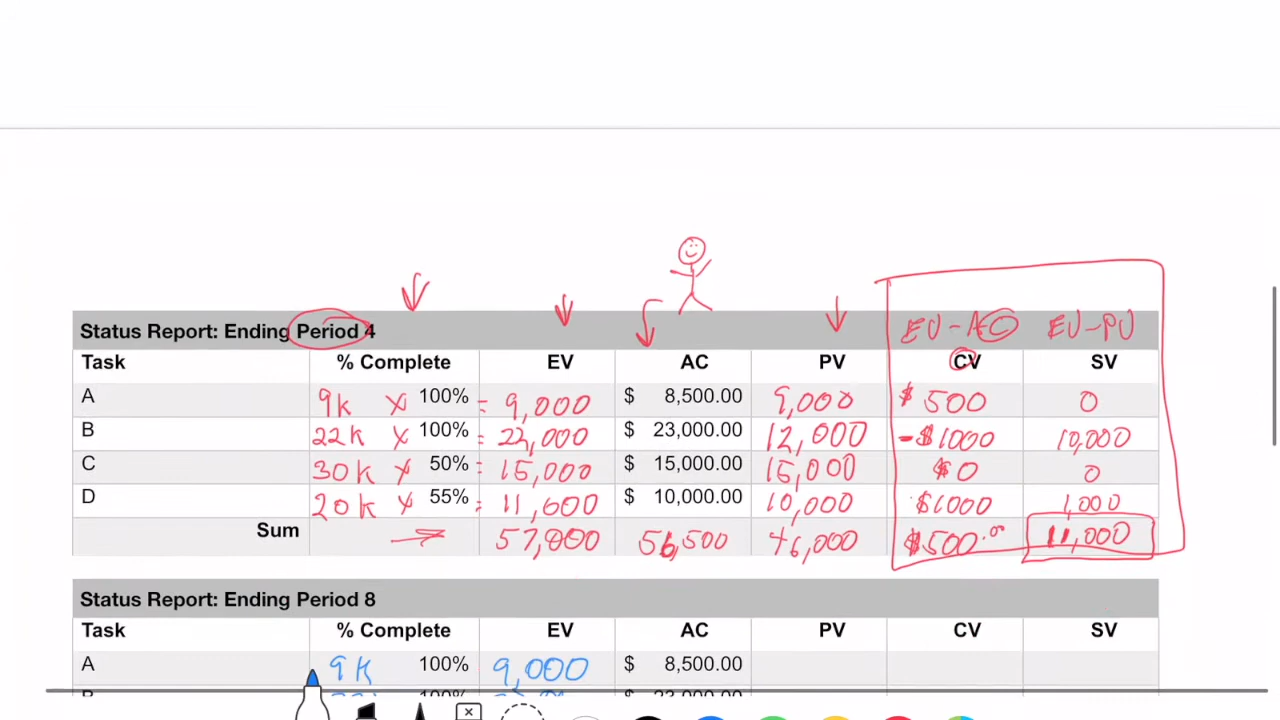 EV-AC EV-PV
Status Report: Ending Period 4
Task % Complete EV AC PV CV SV
A 9k x 100% = 9,000 $ 8,500.00 9,000 $500 0
B 22k x 100% = 22,000 $ 23,000.00 12,000 -$1000 10,000
C 30k x 50% = 15,000 $ 15,000.00 15,000 $0 0
D 20k x 55% = 11,000 $ 10,000.00 10,000 $1000 1,000
Sum 57,000 56,500 46,000 $500.00 11,000
Status Report: Ending Period 8
Task % Complete EV AC PV CV SV
A 9k 100% 9,000 $ 8,500.00